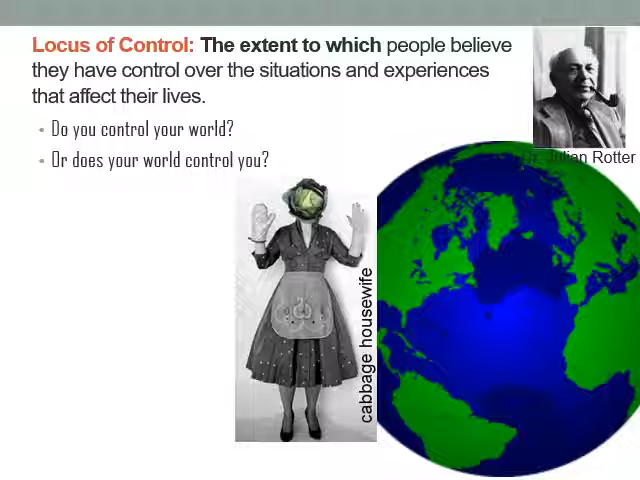 Locus of Control: The extent to which people believe
they have control over the situations and experiences
that affect their lives.
• Do you control your world?
• Or does your world control you?
Dr. Julian Rotter
cabbage housewife